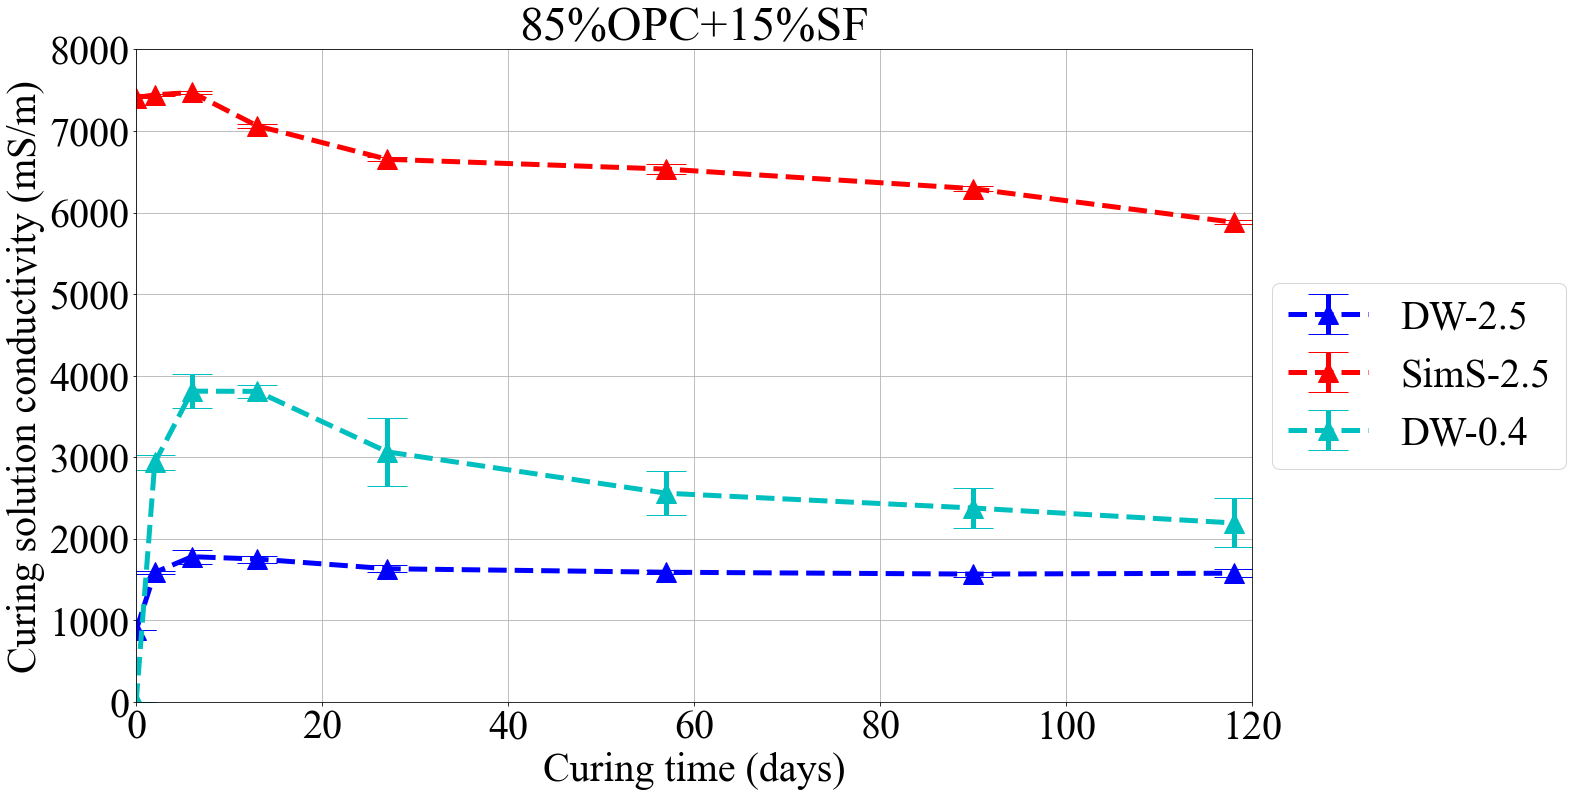 85%OPC+15%SF
Curing solution conductivity (mS/m)
8000
7000
6000
5000
4000
3000
2000
1000
0
0 20 40 60 80 100 120
Curing time (days)
DW-2.5
SimS-2.5
DW-0.4